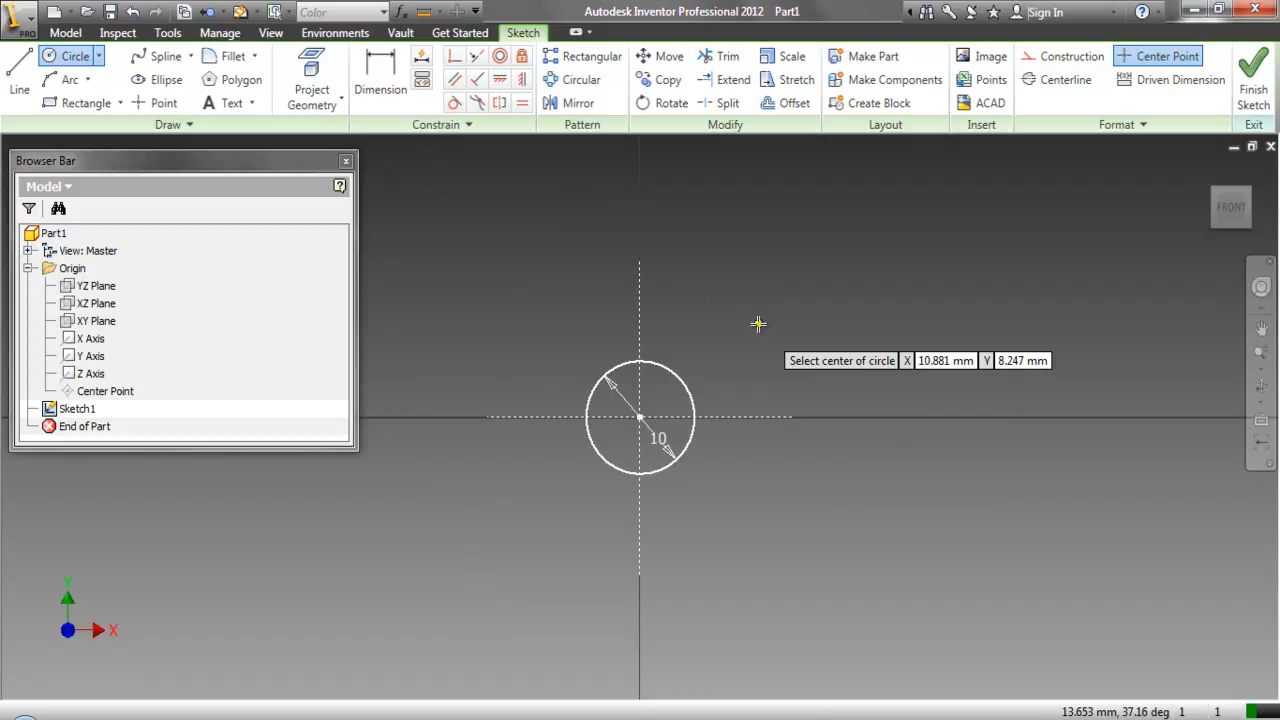 PRO
Color
Autodesk Inventor Professional 2012 Part1
Sign In
Model Inspect Tools Manage View Environments Vault Get Started Sketch
Line
Circle
Arc
Rectangle
Spline
Ellipse
Point
Fillet
Polygon
Text
Project
Geometry
Dimension
Rectangular
Circular
Mirror
Move
Copy
Rotate
Trim
Extend
Split
Scale
Stretch
Offset
Make Part
Make Components
Create Block
Image
Points
ACAD
Construction
Centerline
Center Point
Driven Dimension
Finish
Sketch
Draw Constrain Pattern Modify Layout Insert Format Exit
Browser Bar
Model
Part1
View: Master
Origin
YZ Plane
XZ Plane
XY Plane
X Axis
Y Axis
Z Axis
Center Point
Sketch1
End of Part
FRONT
Select center of circle X 10.881 mm Y 8.247 mm
10
Y
X
13.653 mm, 37.16 deg 1 1